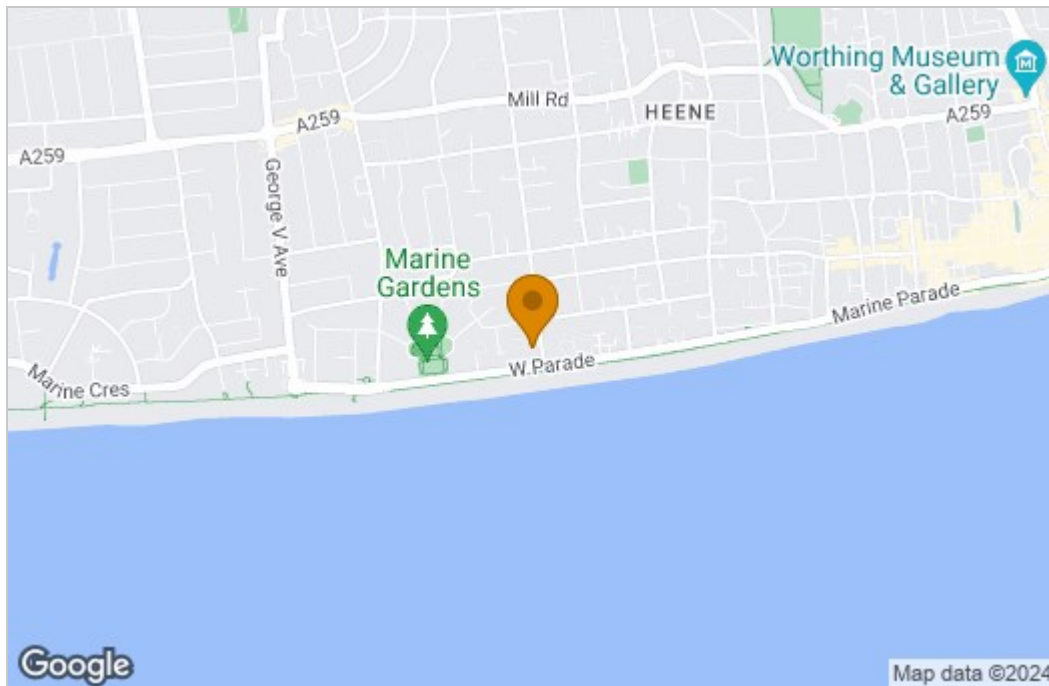 Worthing Museum
& Gallery
Mill Rd
HEENE
A259
A259
A259
George V Ave
Marine
Gardens
Marine Parade
W Parade
Marine Cres
Google
Map data ©2024